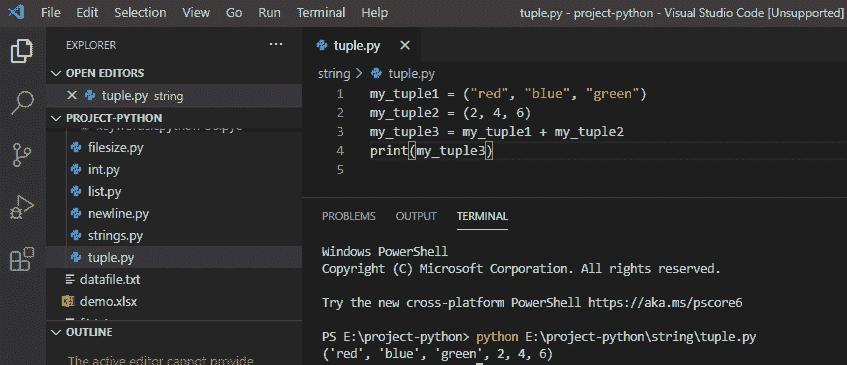 File Edit Selection View Go Run Terminal Help tuple.py - project-python - Visual Studio Code [Unsupported]
EXPLORER
OPEN EDITORS
tuple.py string
PROJECT-PYTHON
filesize.py
int.py
list.py
newline.py
strings.py
tuple.py
datafile.txt
demo.xlsx
OUTLINE
The active editor cannot provide
tuple.py
string > tuple.py
1 my_tuple1 = ("red", "blue", "green")
2 my_tuple2 = (2, 4, 6)
3 my_tuple3 = my_tuple1 + my_tuple2
4 print(my_tuple3)
5
PROBLEMS OUTPUT TERMINAL
Windows PowerShell
Copyright (C) Microsoft Corporation. All rights reserved.
Try the new cross-platform PowerShell https://aka.ms/pscore6
PS E:\project-python> python E:\project-python\string\tuple.py
('red', 'blue', 'green', 2, 4, 6)